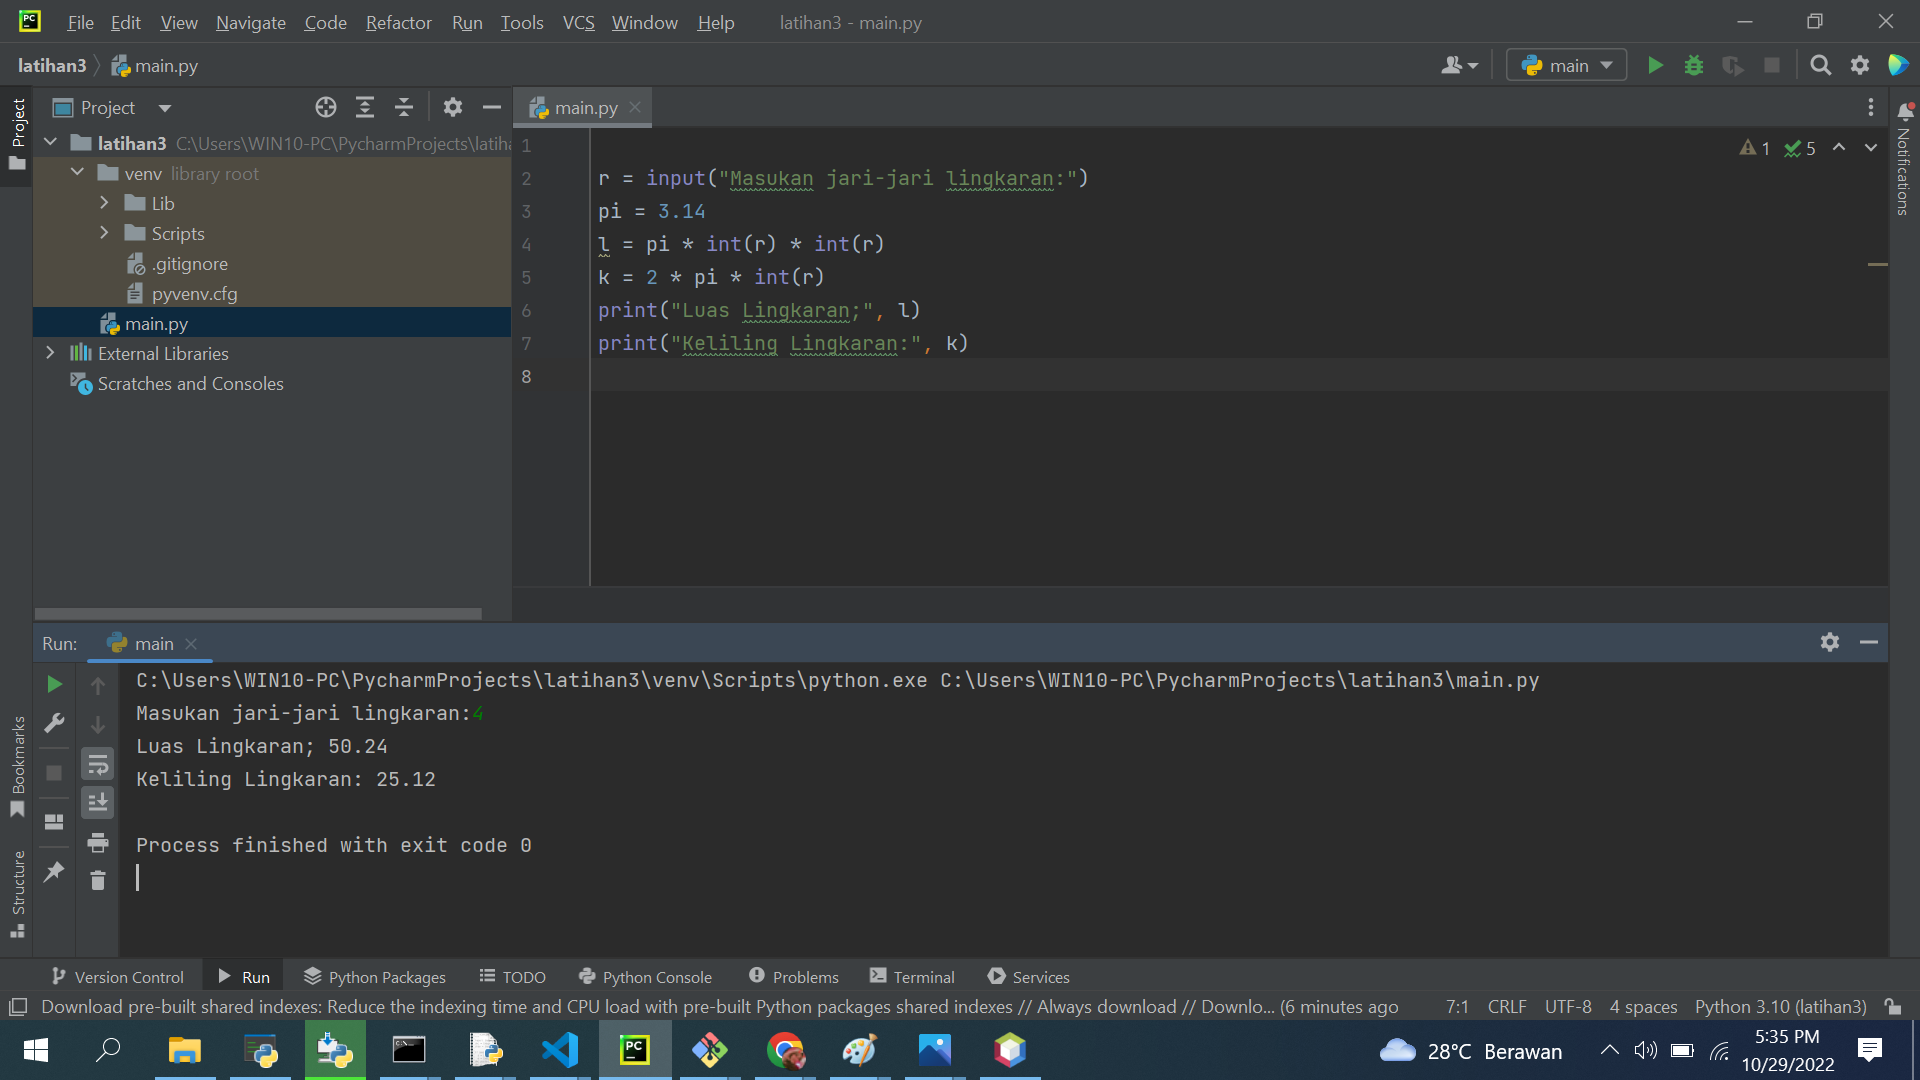 File Edit View Navigate Code Refactor Run Tools VCS Window Help latihan3 - main.py
latihan3 main.py main
Project main.py
Project
latihan3 C:\Users\WIN10-PC\PycharmProjects\latiha
venv library root
Lib
Scripts
.gitignore
pyvenv.cfg
main.py
External Libraries
Scratches and Consoles
1
2 r = input("Masukan jari-jari lingkaran:")
3 pi = 3.14
4 l = pi * int(r) * int(r)
5 k = 2 * pi * int(r)
6 print("Luas Lingkaran;", l)
7 print("Keliling Lingkaran:", k)
8
1 5
Notifications
Run: main
C:\Users\WIN10-PC\PycharmProjects\latihan3\venv\Scripts\python.exe C:\Users\WIN10-PC\PycharmProjects\latihan3\main.py
Masukan jari-jari lingkaran:4
Luas Lingkaran; 50.24
Keliling Lingkaran: 25.12
Process finished with exit code 0
Bookmarks
Structure
Version Control Run Python Packages TODO Python Console Problems Terminal Services
Download pre-built shared indexes: Reduce the indexing time and CPU load with pre-built Python packages shared indexes // Always download // Downlo... (6 minutes ago 7:1 CRLF UTF-8 4 spaces Python 3.10 (latihan3)
28°C Berawan
5:35 PM
10/29/2022